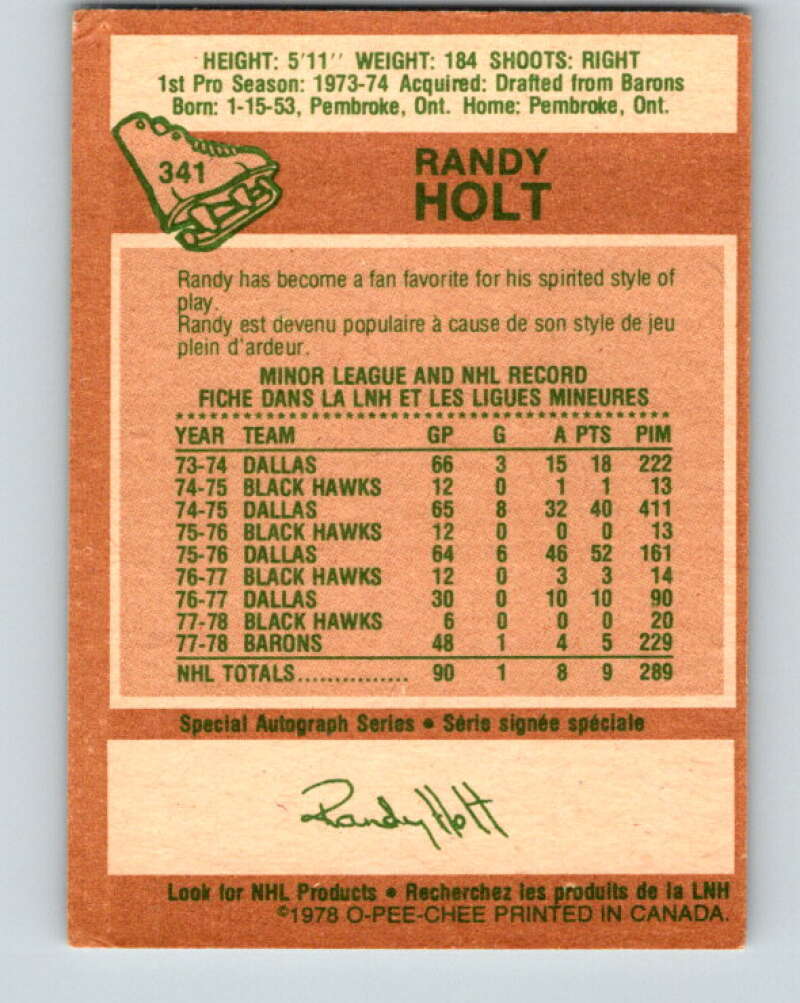 HEIGHT: 5'11'' WEIGHT: 184 SHOOTS: RIGHT
1st Pro Season: 1973-74 Acquired: Drafted from Barons
Born: 1-15-53, Pembroke, Ont. Home: Pembroke, Ont.
341
RANDY
HOLT
Randy has become a fan favorite for his spirited style of
play.
Randy est devenu populaire à cause de son style de jeu
plein d'ardeur.
MINOR LEAGUE AND NHL RECORD
FICHE DANS LA LNH ET LES LIGUES MINEURES
YEAR TEAM GP G A PTS PIM
73-74 DALLAS 66 3 15 18 222
74-75 BLACK HAWKS 12 0 1 1 13
74-75 DALLAS 65 8 32 40 411
75-76 BLACK HAWKS 12 0 0 0 13
75-76 DALLAS 64 6 46 52 161
76-77 BLACK HAWKS 12 0 3 3 14
76-77 DALLAS 30 0 10 10 90
77-78 BLACK HAWKS 6 0 0 0 20
77-78 BARONS 48 1 4 5 229
NHL TOTALS............... 90 1 8 9 289
Special Autograph Series • Série signée spéciale
Randy Holt
Look for NHL Products • Recherchez les produits de la LNH
©1978 O-PEE-CHEE PRINTED IN CANADA.